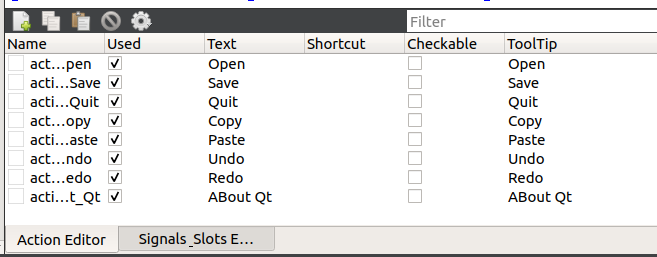 Filter
Name Used Text Shortcut Checkable ToolTip
act...pen Open Open
acti...Save Save Save
acti...Quit Quit Quit
act...opy Copy Copy
act...aste Paste Paste
act...ndo Undo Undo
act...edo Redo Redo
acti...t_Qt ABout Qt ABout Qt
Action Editor Signals_Slots E...